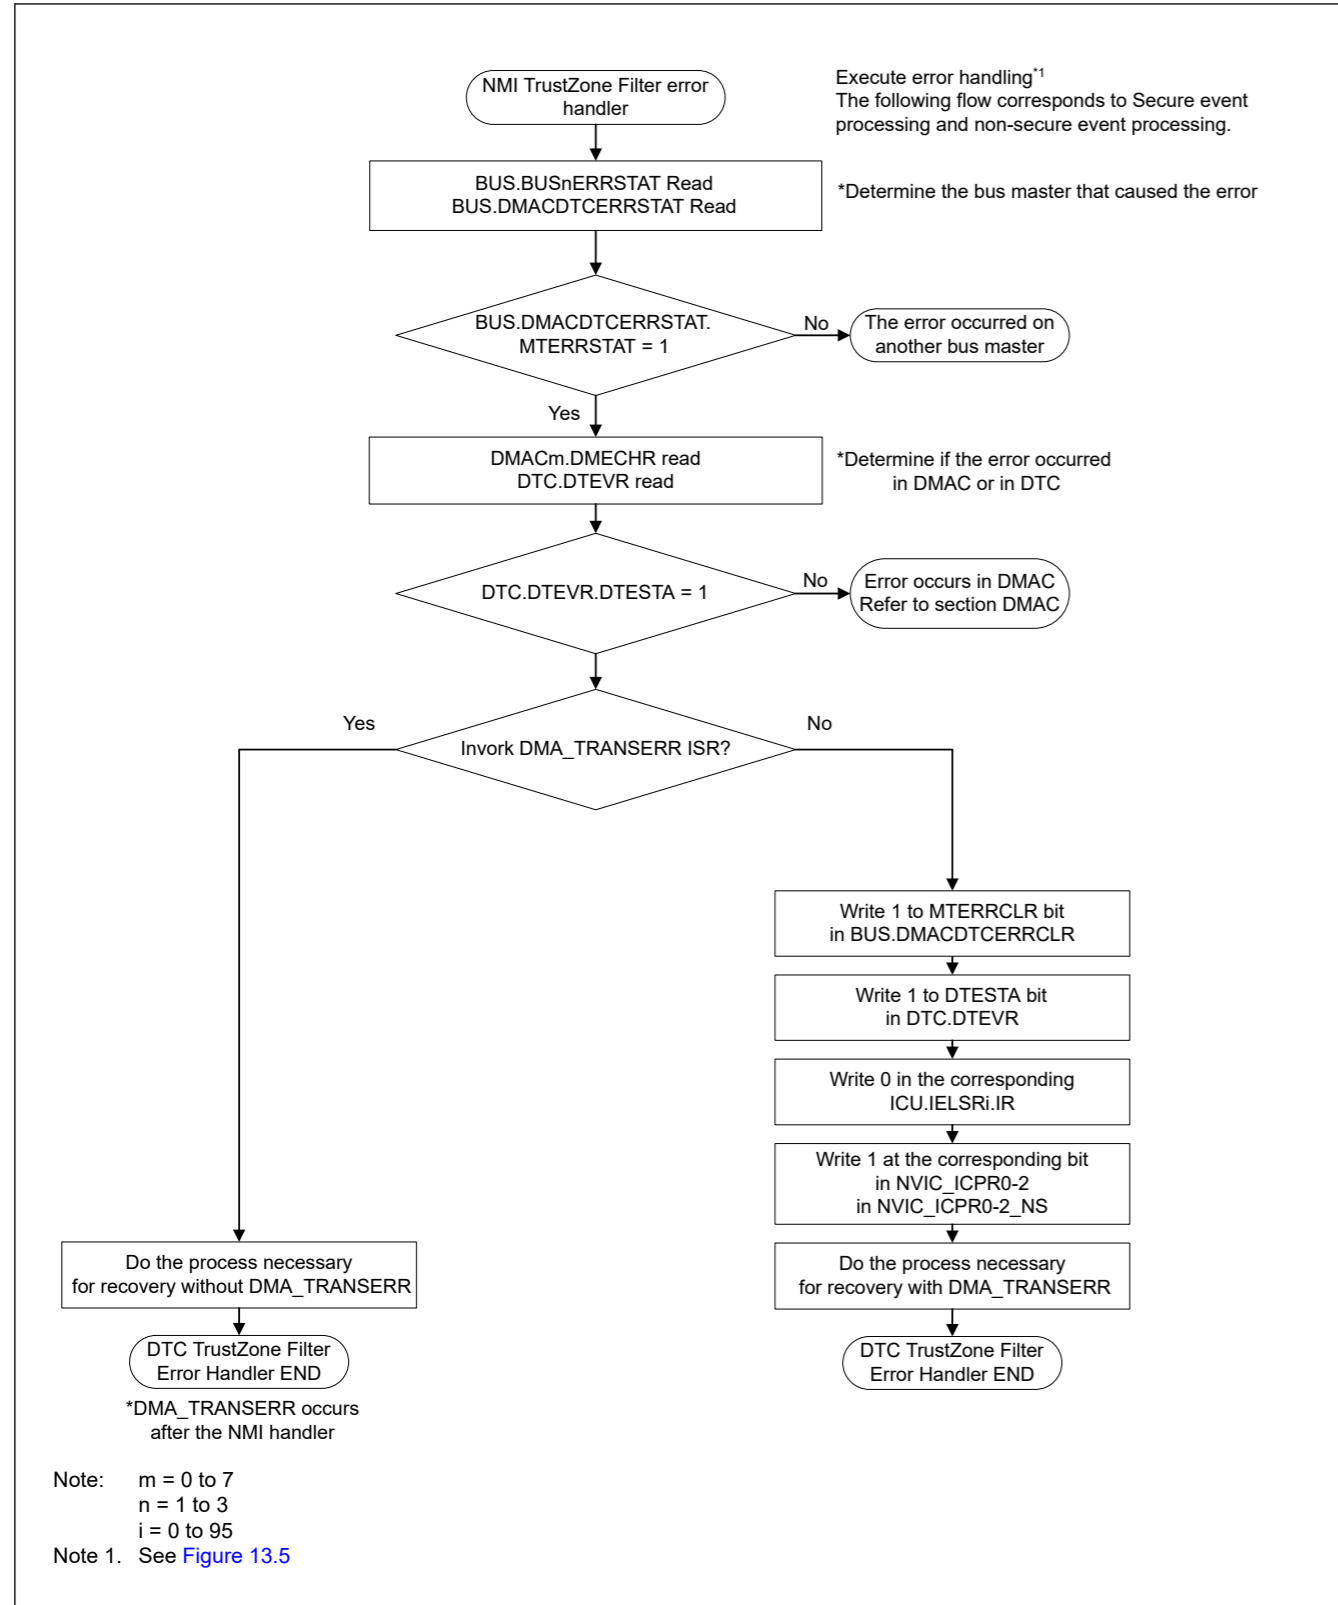 NMI TrustZone Filter error
handler
Execute error handling*1
The following flow corresponds to Secure event
processing and non-secure event processing.
BUS.BUSnERRSTAT Read
BUS.DMACDTCERRSTAT Read
*Determine the bus master that caused the error
BUS.DMACDTCERRSTAT.
MTERRSTAT = 1
No
The error occurred on
another bus master
Yes
DMACm.DMECHR read
DTC.DTEVR read
*Determine if the error occurred
in DMAC or in DTC
DTC.DTEVR.DTESTA = 1
No
Error occurs in DMAC
Refer to section DMAC
Yes
No
Invork DMA_TRANSERR ISR?
Write 1 to MTERRCLR bit
in BUS.DMACDTCERRCLR
Write 1 to DTESTA bit
in DTC.DTEVR
Write 0 in the corresponding
ICU.IELSRi.IR
Write 1 at the corresponding bit
in NVIC_ICPR0-2
in NVIC_ICPR0-2_NS
Do the process necessary
for recovery without DMA_TRANSERR
Do the process necessary
for recovery with DMA_TRANSERR
DTC TrustZone Filter
Error Handler END
DTC TrustZone Filter
Error Handler END
*DMA_TRANSERR occurs
after the NMI handler
Note: m = 0 to 7
n = 1 to 3
i = 0 to 95
Note 1. See Figure 13.5